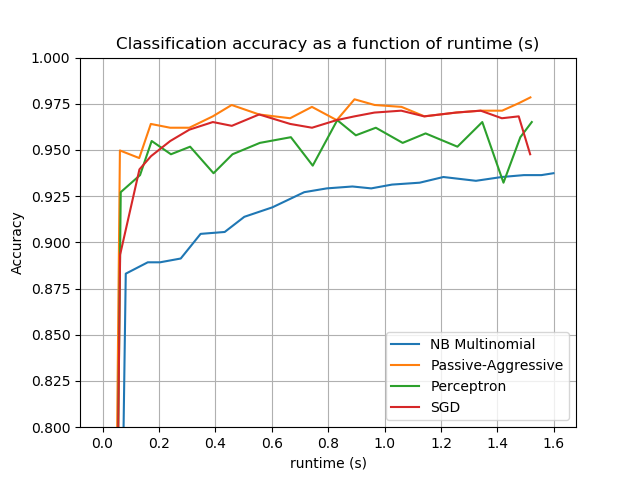 Classification accuracy as a function of runtime (s)
1.000
0.975
0.950
0.925
0.900
0.875
0.850
0.825
0.800
Accuracy
NB Multinomial
Passive-Aggressive
Perceptron
SGD
0.0 0.2 0.4 0.6 0.8 1.0 1.2 1.4 1.6
runtime (s)